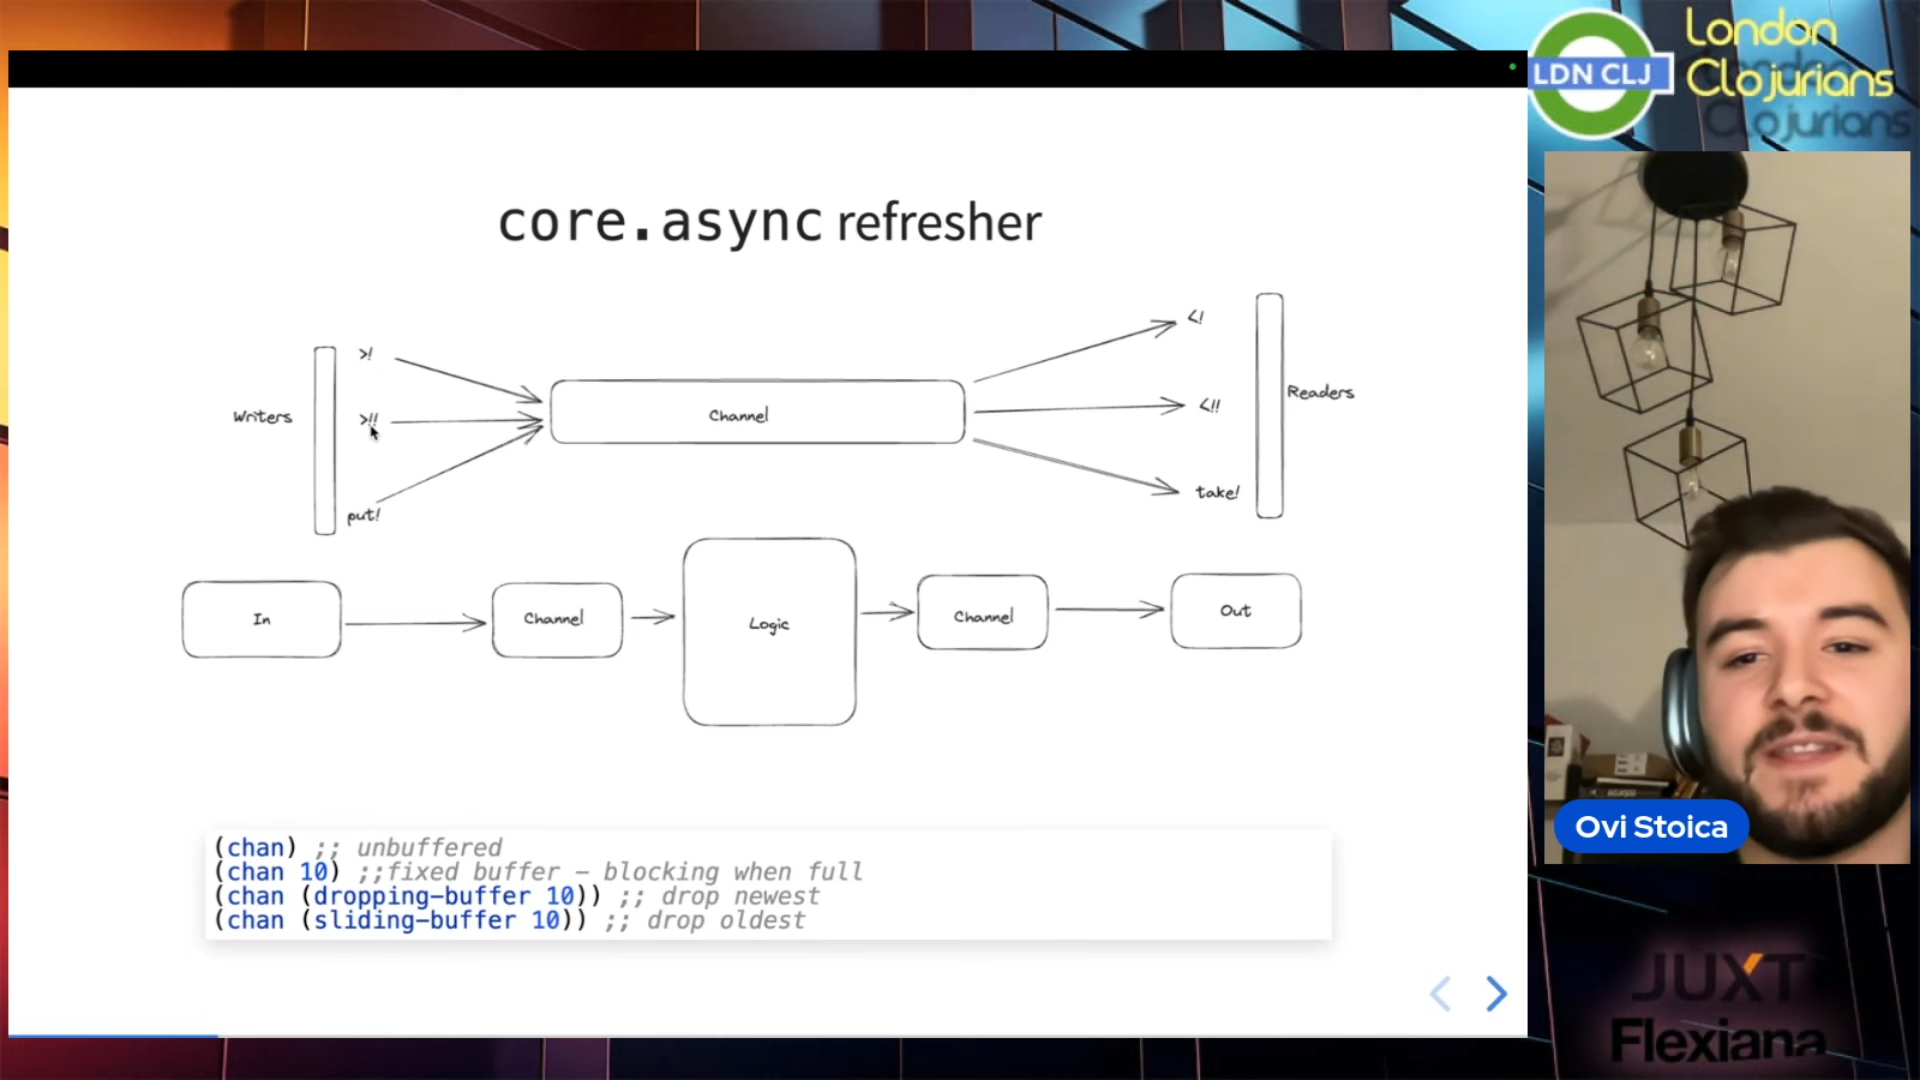 London
LDN CLJ
Clojurians
Clojurians
core.async refresher
>!
<!
Writers
>!!
Channel
<!!
Readers
put!
take!
In
Channel
Logic
Channel
Out
(chan) ;; unbuffered
(chan 10) ;;fixed buffer – blocking when full
(chan (dropping-buffer 10)) ;; drop newest
(chan (sliding-buffer 10)) ;; drop oldest
Ovi Stoica
JUXT
Flexiana